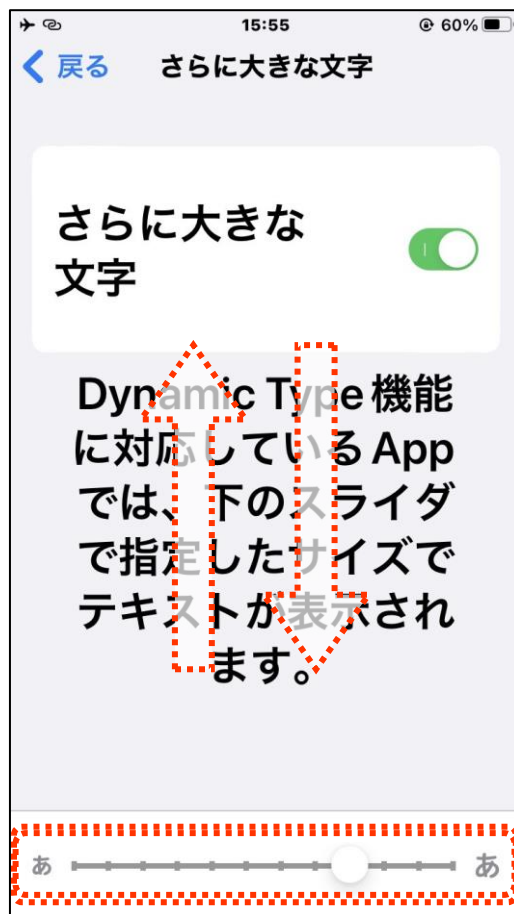 15:55
60%
戻る さらに大きな文字
さらに大きな
文字
Dynamic Type 機能
に対応している App
では、下のスライダ
で指定したサイズで
テキストが表示され
ます。
あ あ